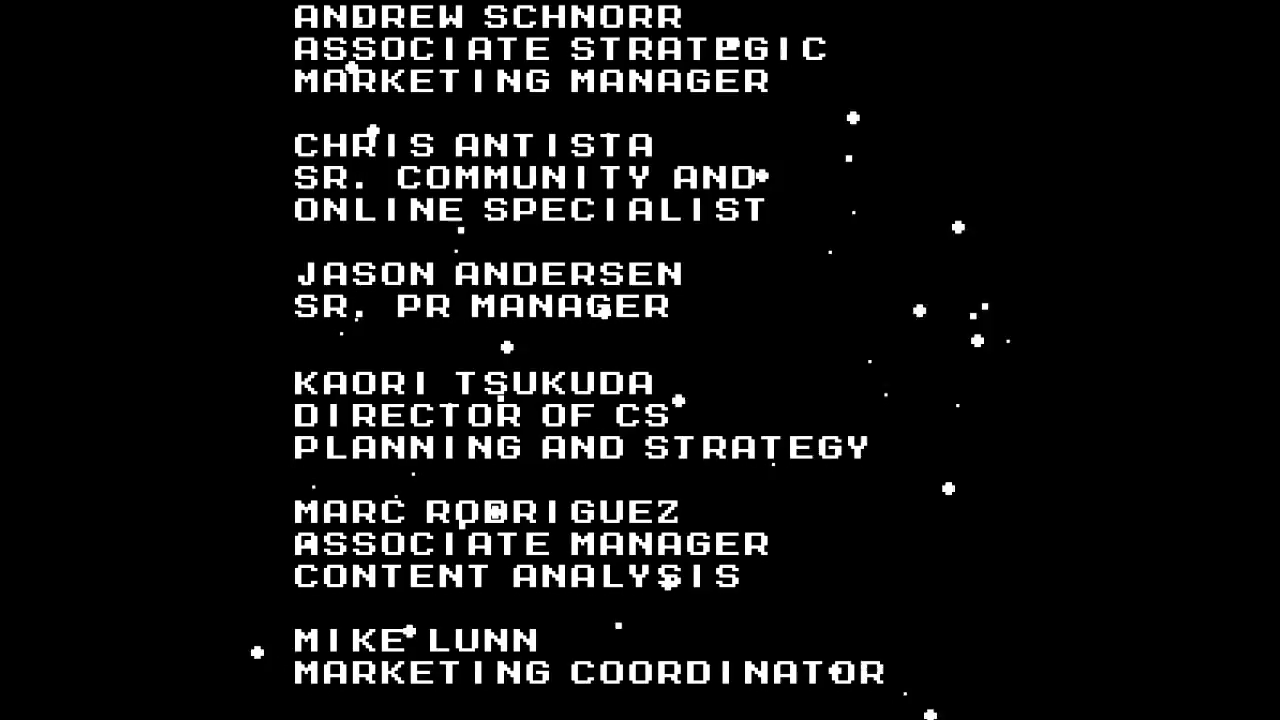 ANDREW SCHNORR
ASSOCIATE STRATEGIC
MARKETING MANAGER
CHRIS ANTISTA
SR. COMMUNITY AND
ONLINE SPECIALIST
JASON ANDERSEN
SR. PR MANAGER
KAORI TSUKUDA
DIRECTOR OF CS
PLANNING AND STRATEGY
MARC RODRIGUEZ
ASSOCIATE MANAGER
CONTENT ANALYSIS
MIKE LUNN
MARKETING COORDINATOR